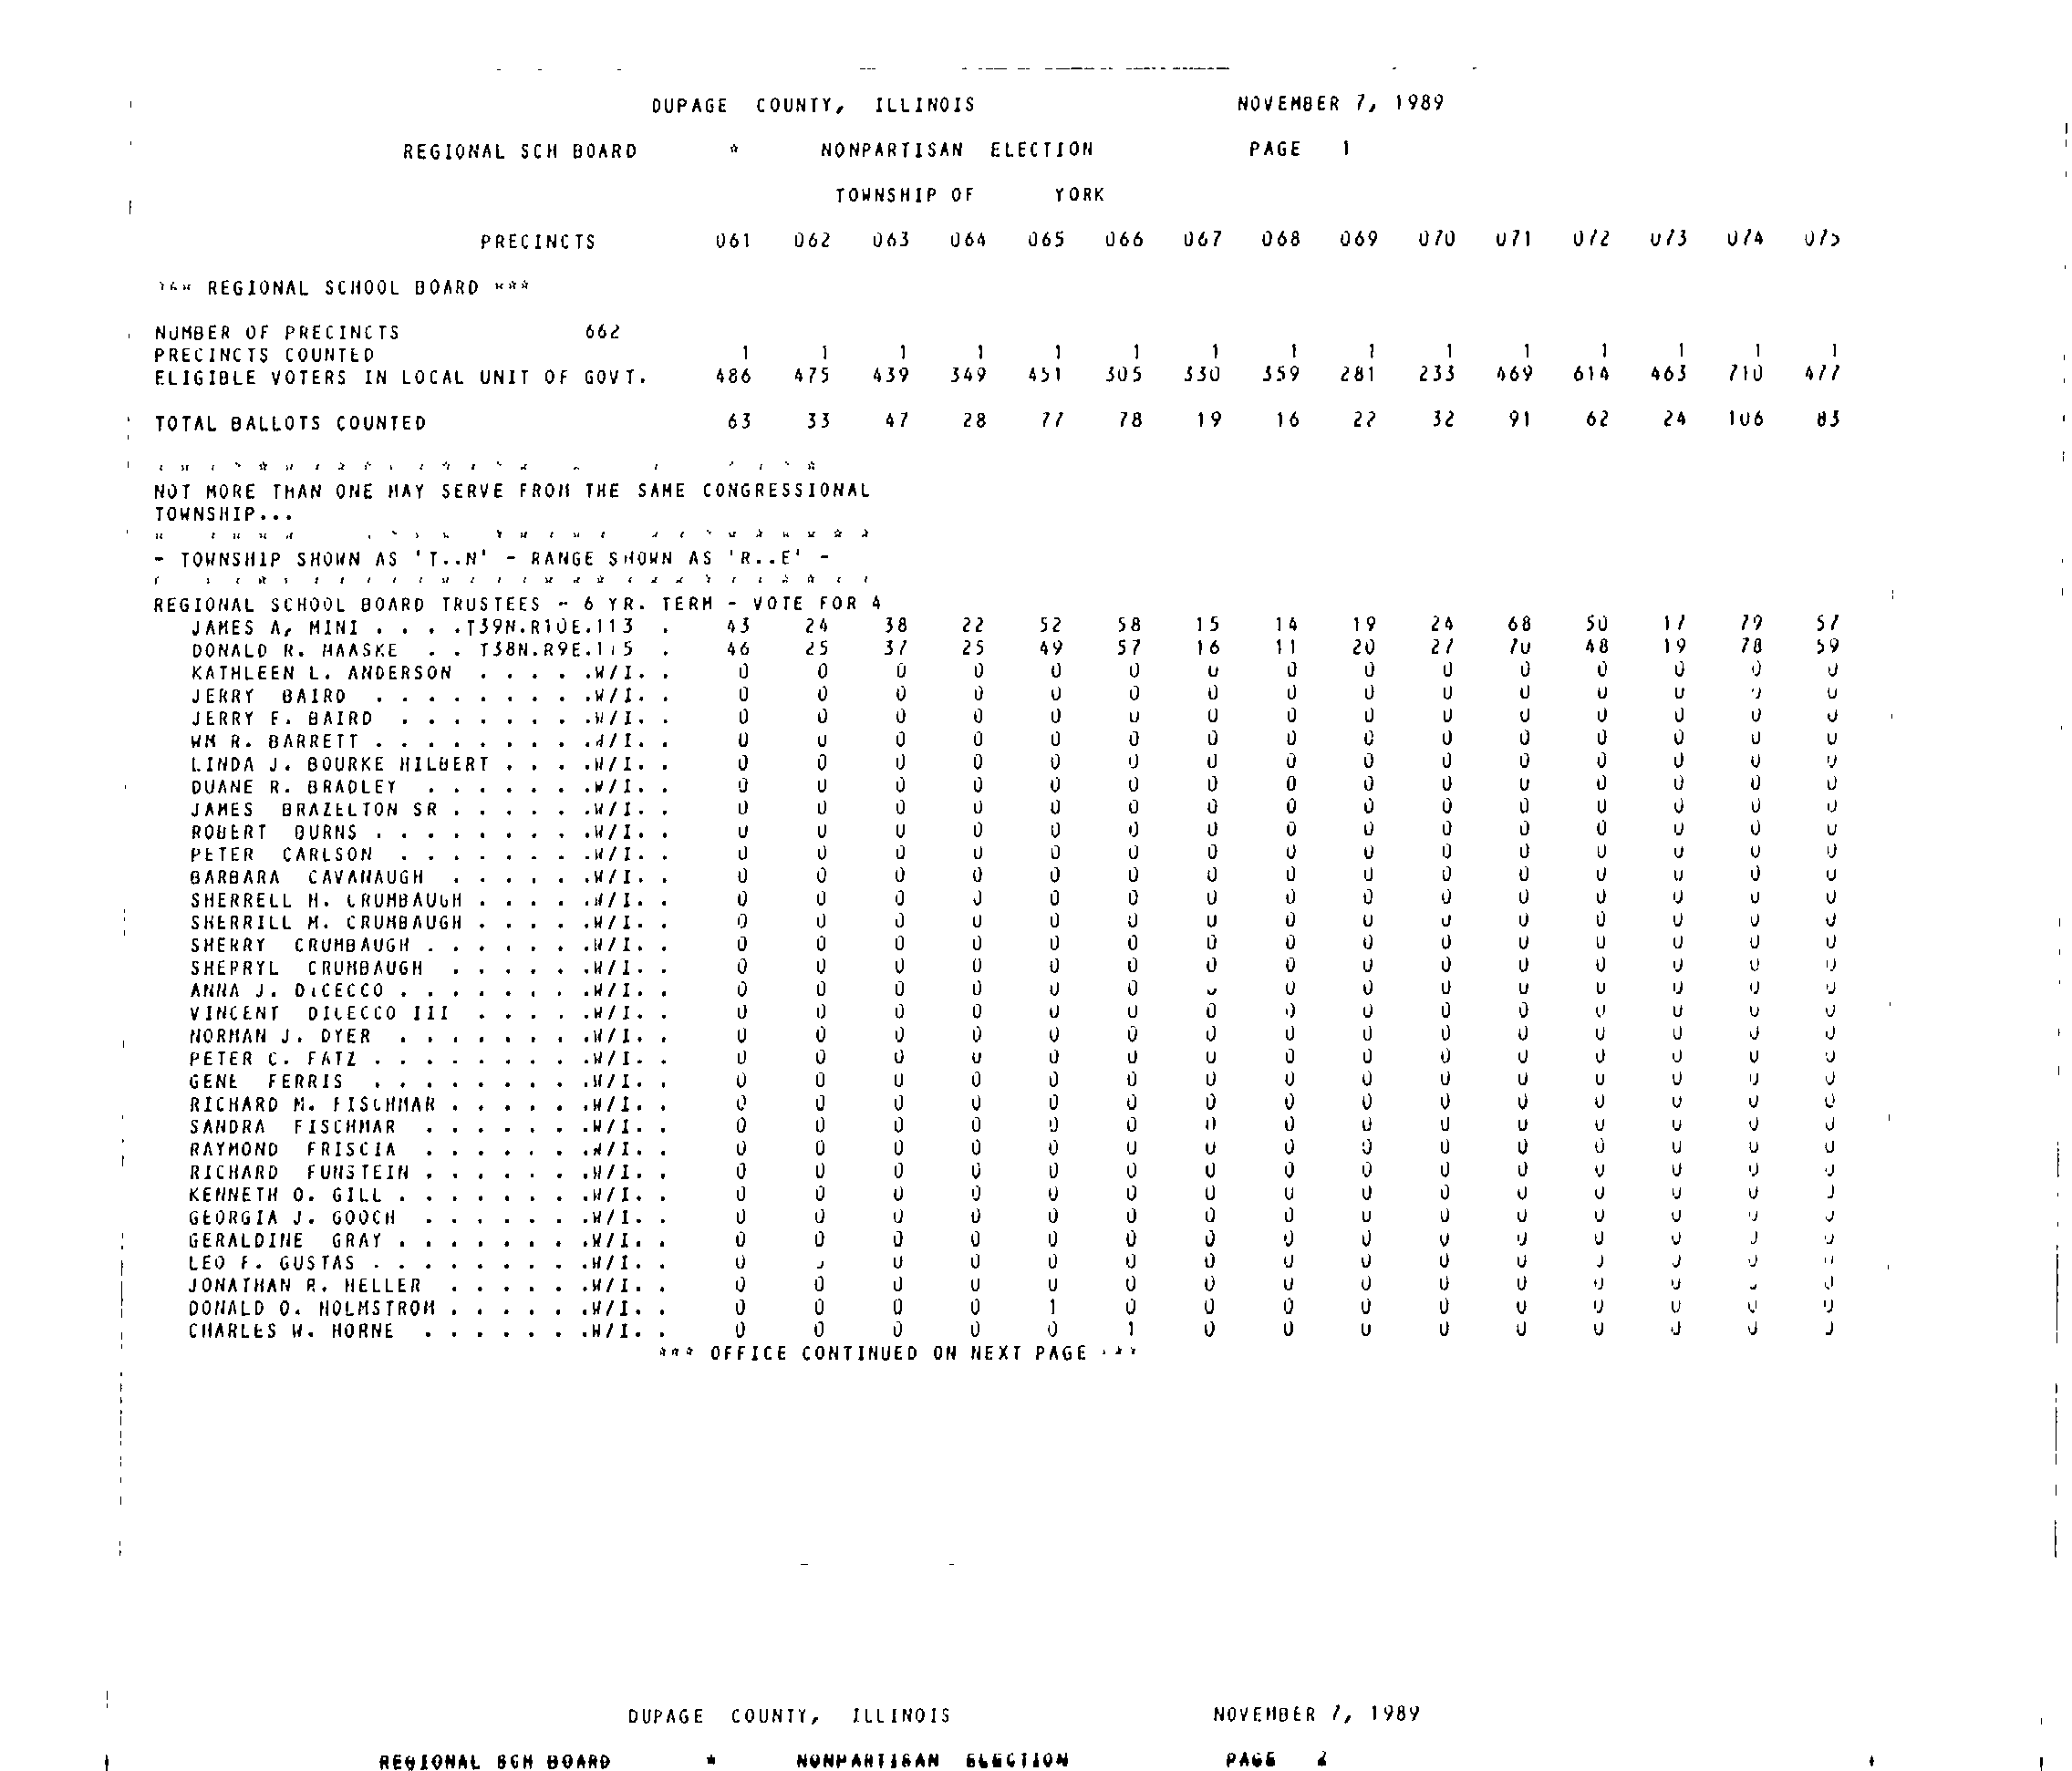 DUPAGE COUNTY, ILLINOIS NOVEMBER 7, 1989
REGIONAL SCH BOARD * NONPARTISAN ELECTION PAGE 1
TOWNSHIP OF YORK
PRECINCTS 061 062 063 064 065 066 067 068 069 070 071 072 073 074 075
*** REGIONAL SCHOOL BOARD ***
NUMBER OF PRECINCTS 662
PRECINCTS COUNTED 1 1 1 1 1 1 1 1 1 1 1 1 1 1 1
ELIGIBLE VOTERS IN LOCAL UNIT OF GOVT. 486 475 439 349 451 305 330 359 281 233 469 614 463 710 477
TOTAL BALLOTS COUNTED 63 33 47 28 77 78 19 16 22 32 91 62 24 106 83
NOT MORE THAN ONE MAY SERVE FROM THE SAME CONGRESSIONAL
TOWNSHIP...
- TOWNSHIP SHOWN AS 'T..N' - RANGE SHOWN AS 'R..E' -
REGIONAL SCHOOL BOARD TRUSTEES - 6 YR. TERM - VOTE FOR 4
JAMES A, MINI . . . .T39N.R10E.113 . 43 24 38 22 52 58 15 14 19 24 68 50 17 79 57
DONALD R. HAASKE . . T38N.R9E.115 . 46 25 37 25 49 57 16 11 20 27 70 48 19 78 59
KATHLEEN L. ANDERSON . . . . .W/I. . 0 0 0 0 0 0 0 0 0 0 0 0 0 0 0
JERRY BAIRD . . . . . . . . .W/I. . 0 0 0 0 0 0 0 0 0 0 0 0 0 0 0
JERRY F. BAIRD . . . . . . . .W/I. . 0 0 0 0 0 0 0 0 0 0 0 0 0 0 0
WM R. BARRETT . . . . . . . . .W/I. . 0 0 0 0 0 0 0 0 0 0 0 0 0 0 0
LINDA J. BOURKE HILBERT . . . .W/I. . 0 0 0 0 0 0 0 0 0 0 0 0 0 0 0
DUANE R. BRADLEY . . . . . . .W/I. . 0 0 0 0 0 0 0 0 0 0 0 0 0 0 0
JAMES BRAZELTON SR . . . . . .W/I. . 0 0 0 0 0 0 0 0 0 0 0 0 0 0 0
ROBERT BURNS . . . . . . . . .W/I. . 0 0 0 0 0 0 0 0 0 0 0 0 0 0 0
PETER CARLSON . . . . . . . .W/I. . 0 0 0 0 0 0 0 0 0 0 0 0 0 0 0
BARBARA CAVANAUGH . . . . . .W/I. . 0 0 0 0 0 0 0 0 0 0 0 0 0 0 0
SHERRELL M. CRUMBAUGH . . . . .W/I. . 0 0 0 0 0 0 0 0 0 0 0 0 0 0 0
SHERRILL M. CRUMBAUGH . . . . .W/I. . 0 0 0 0 0 0 0 0 0 0 0 0 0 0 0
SHERRY CRUMBAUGH . . . . . . .W/I. . 0 0 0 0 0 0 0 0 0 0 0 0 0 0 0
SHEPRYL CRUMBAUGH . . . . . .W/I. . 0 0 0 0 0 0 0 0 0 0 0 0 0 0 0
ANNA J. DICECCO . . . . . . . .W/I. . 0 0 0 0 0 0 0 0 0 0 0 0 0 0 0
VINCENT DICECCO III . . . . .W/I. . 0 0 0 0 0 0 0 0 0 0 0 0 0 0 0
NORMAN J. DYER . . . . . . . .W/I. . 0 0 0 0 0 0 0 0 0 0 0 0 0 0 0
PETER C. FATZ . . . . . . . . .W/I. . 0 0 0 0 0 0 0 0 0 0 0 0 0 0 0
GENE FERRIS . . . . . . . . .W/I. . 0 0 0 0 0 0 0 0 0 0 0 0 0 0 0
RICHARD M. FISCHMAR . . . . . .W/I. . 0 0 0 0 0 0 0 0 0 0 0 0 0 0 0
SANDRA FISCHMAR . . . . . . .W/I. . 0 0 0 0 0 0 0 0 0 0 0 0 0 0 0
RAYMOND FRISCIA . . . . . . .W/I. . 0 0 0 0 0 0 0 0 0 0 0 0 0 0 0
RICHARD FUNSTEIN . . . . . . .W/I. . 0 0 0 0 0 0 0 0 0 0 0 0 0 0 0
KENNETH O. GILL . . . . . . . .W/I. . 0 0 0 0 0 0 0 0 0 0 0 0 0 0 0
GEORGIA J. GOOCH . . . . . . .W/I. . 0 0 0 0 0 0 0 0 0 0 0 0 0 0 0
GERALDINE GRAY . . . . . . . .W/I. . 0 0 0 0 0 0 0 0 0 0 0 0 0 0 0
LEO F. GUSTAS . . . . . . . . .W/I. . 0 0 0 0 0 0 0 0 0 0 0 0 0 0 0
JONATHAN R. HELLER . . . . . .W/I. . 0 0 0 0 0 0 0 0 0 0 0 0 0 0 0
DONALD O. HOLMSTROM . . . . . .W/I. . 0 0 0 0 1 0 0 0 0 0 0 0 0 0 0
CHARLES W. HORNE . . . . . . .W/I. . 0 0 0 0 0 1 0 0 0 0 0 0 0 0 0
*** OFFICE CONTINUED ON NEXT PAGE ***
DUPAGE COUNTY, ILLINOIS NOVEMBER 7, 1989
REGIONAL SCH BOARD * NONPARTISAN ELECTION PAGE 2